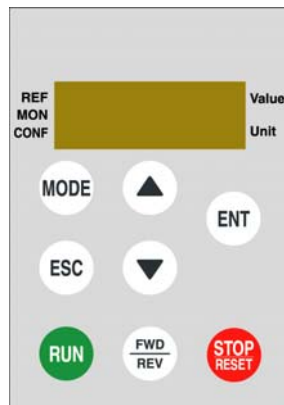 REF
Value
MON
CONF
Unit
MODE
ENT
ESC
RUN
FWD
REV
STOP
RESET